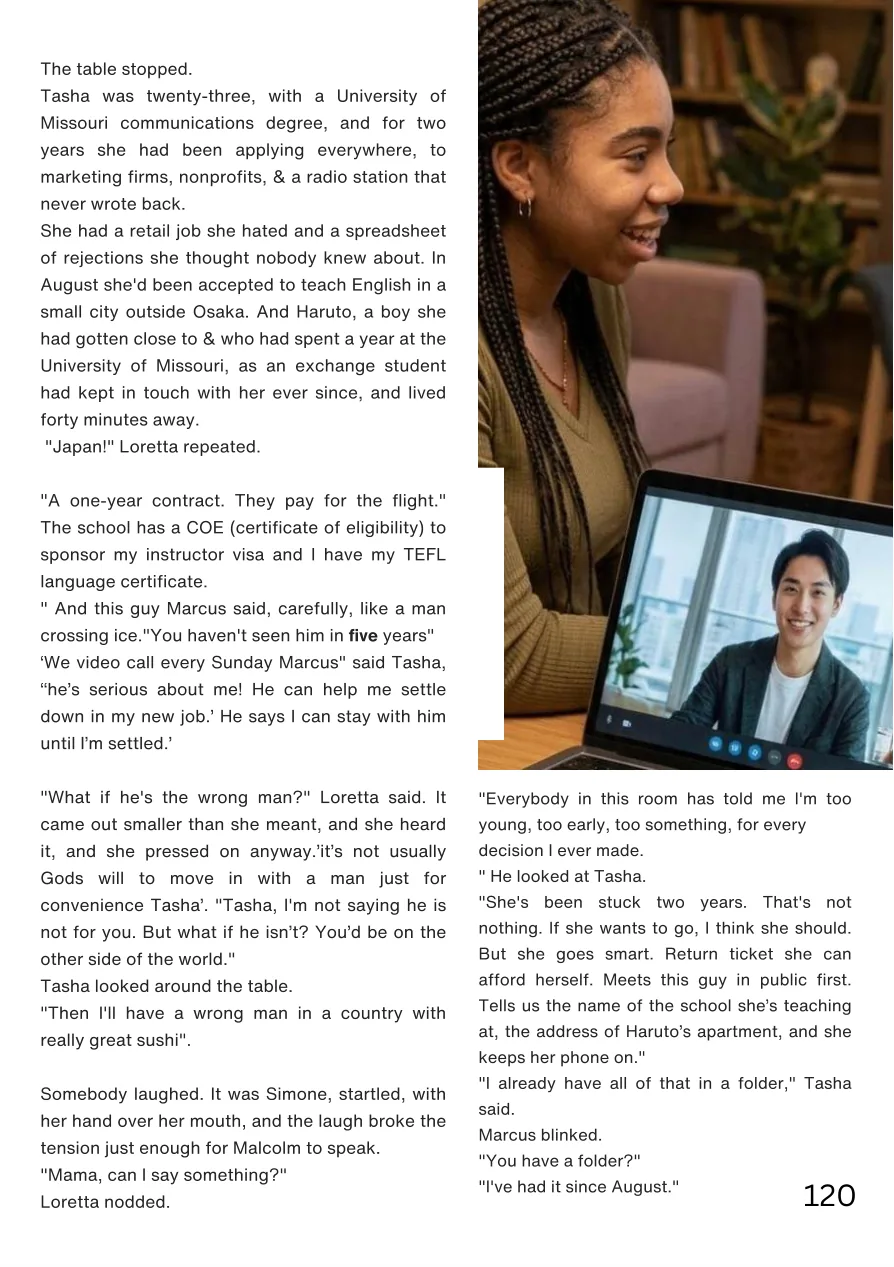 The table stopped.
Tasha was twenty-three, with a University of
Missouri communications degree, and for two
years she had been applying everywhere, to
marketing firms, nonprofits, & a radio station that
never wrote back.
She had a retail job she hated and a spreadsheet
of rejections she thought nobody knew about. In
August she'd been accepted to teach English in a
small city outside Osaka. And Haruto, a boy she
had gotten close to & who had spent a year at the
University of Missouri, as an exchange student
had kept in touch with her ever since, and lived
forty minutes away.
"Japan!" Loretta repeated.
"A one-year contract. They pay for the flight."
The school has a COE (certificate of eligibility) to
sponsor my instructor visa and I have my TEFL
language certificate.
" And this guy Marcus said, carefully, like a man
crossing ice."You haven't seen him in five years"
‘We video call every Sunday Marcus" said Tasha,
“he’s serious about me! He can help me settle
down in my new job.’ He says I can stay with him
until I’m settled.’
"What if he's the wrong man?" Loretta said. It
came out smaller than she meant, and she heard
it, and she pressed on anyway.’it’s not usually
Gods will to move in with a man just for
convenience Tasha’. "Tasha, I'm not saying he is
not for you. But what if he isn’t? You’d be on the
other side of the world."
Tasha looked around the table.
"Then I'll have a wrong man in a country with
really great sushi".
Somebody laughed. It was Simone, startled, with
her hand over her mouth, and the laugh broke the
tension just enough for Malcolm to speak.
"Mama, can I say something?"
Loretta nodded.
"Everybody in this room has told me I'm too
young, too early, too something, for every
decision I ever made.
" He looked at Tasha.
"She's been stuck two years. That's not
nothing. If she wants to go, I think she should.
But she goes smart. Return ticket she can
afford herself. Meets this guy in public first.
Tells us the name of the school she’s teaching
at, the address of Haruto’s apartment, and she
keeps her phone on."
"I already have all of that in a folder," Tasha
said.
Marcus blinked.
"You have a folder?"
"I've had it since August."
120